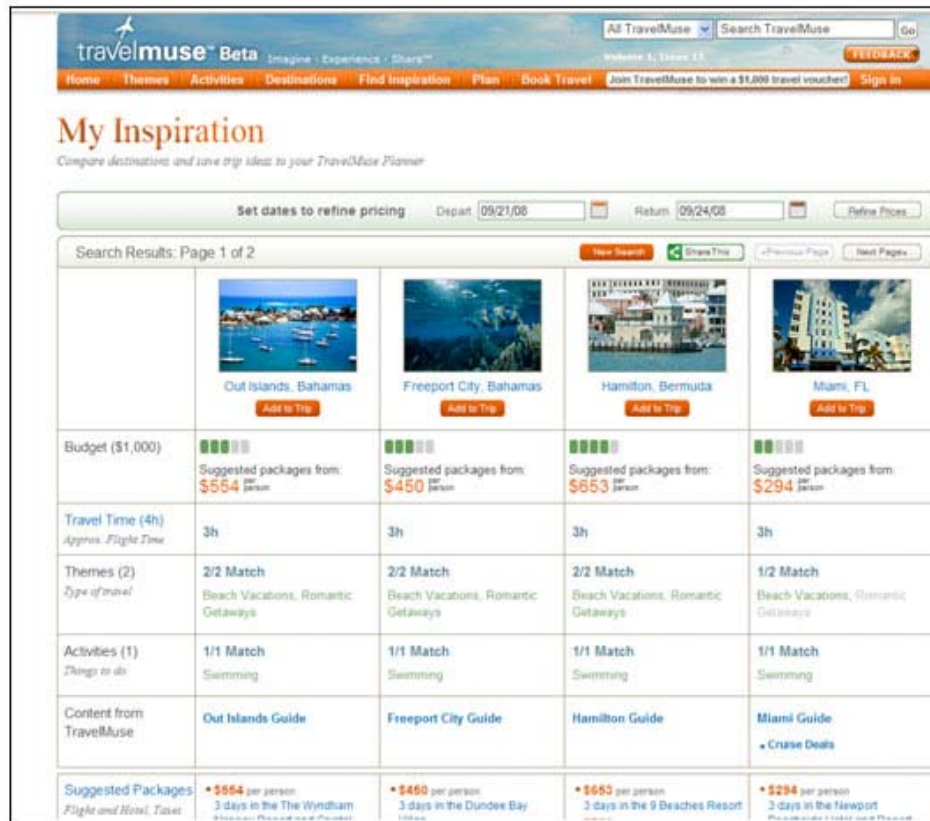 All TravelMuse
Search TravelMuse
Go
travelmuse Beta
Imagine - Experience - Share
Volume 1, Issue 13
FEEDBACK
Home Themes Activities Destinations Find Inspiration Plan Book Travel Join TravelMuse to win a $1,000 travel voucher! Sign in
My Inspiration
Compare destinations and save trip ideas to your TravelMuse Planner
Set dates to refine pricing Depart 09/21/08 Return 09/24/08 Refine Prices
Search Results: Page 1 of 2 New Search ShareThis «Previous Page Next Page»
Out Islands, Bahamas Freeport City, Bahamas Hamilton, Bermuda Miami, FL
Add to Trip Add to Trip Add to Trip Add to Trip
Budget ($1,000)
Suggested packages from: Suggested packages from: Suggested packages from: Suggested packages from:
$554 per person $450 per person $653 per person $294 per person
Travel Time (4h)
Approx. Flight Time
3h 3h 3h 3h
Themes (2) 2/2 Match 2/2 Match 2/2 Match 1/2 Match
Type of travel
Beach Vacations, Romantic Beach Vacations, Romantic Beach Vacations, Romantic Beach Vacations, Romantic
Getaways Getaways Getaways Getaways
Activities (1) 1/1 Match 1/1 Match 1/1 Match 1/1 Match
Things to do
Swimming Swimming Swimming Swimming
Content from
TravelMuse
Out Islands Guide Freeport City Guide Hamilton Guide Miami Guide
Cruise Deals
Suggested Packages • $554 per person • $450 per person • $653 per person • $294 per person
Flight and Hotel, Taxes 3 days in the The Wyndham 3 days in the Dundee Bay 3 days in the 9 Beaches Resort 3 days in the Newport